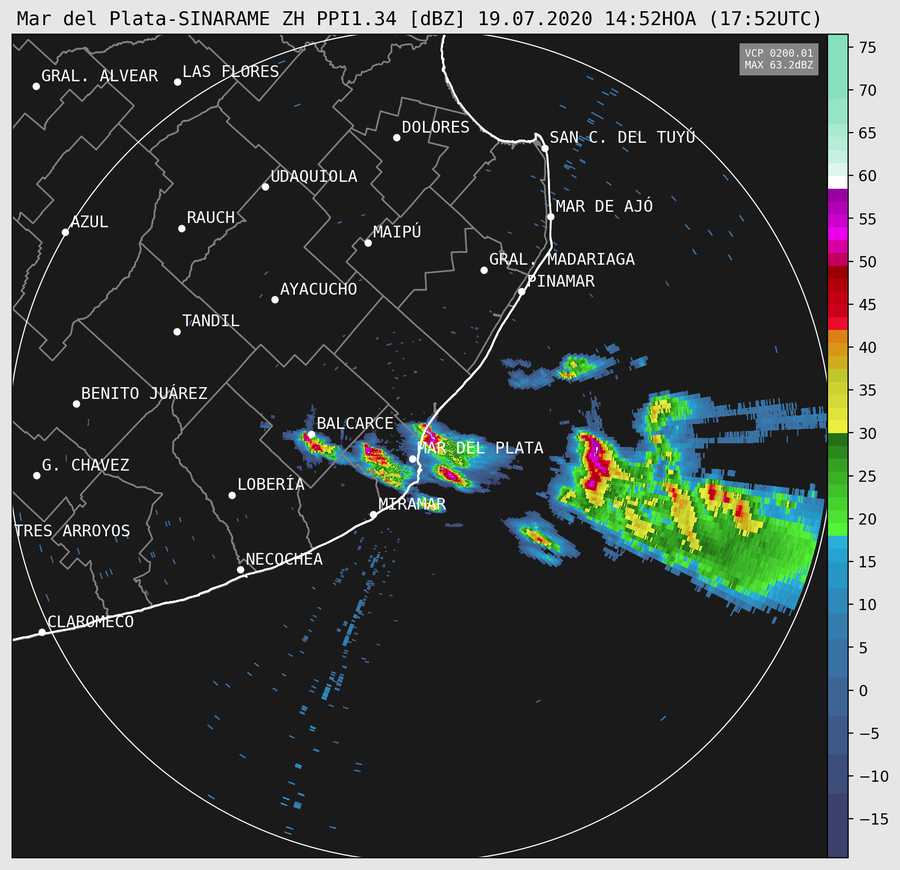 Mar del Plata-SINARAME ZH PPI1.34 [dBZ] 19.07.2020 14:52HOA (17:52UTC)
VCP 0200.01
MAX 63.2dBZ
GRAL. ALVEAR
LAS FLORES
DOLORES
SAN C. DEL TUYÚ
UDAQUIOLA
RAUCH
AZUL
MAR DE AJÓ
MAIPÚ
GRAL. MADARIAGA
PINAMAR
AYACUCHO
TANDIL
BENITO JUÁREZ
BALCARCE
MAR DEL PLATA
G. CHAVEZ
LOBERÍA
MIRAMAR
TRES ARROYOS
NECOCHEA
CLAROMECO
75
70
65
60
55
50
45
40
35
30
25
20
15
10
5
0
−5
−10
−15